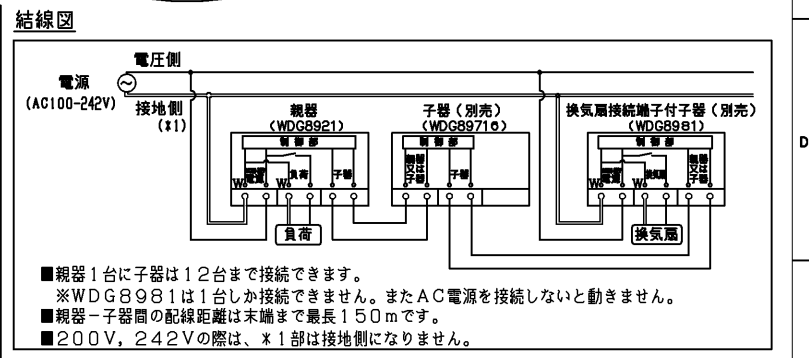 結線図
電圧側
電源
(AC100-242V)
接地側
(*1)
親器
(WDG8921)
子器(別売)
(WDG89716)
換気扇接続端子付子器(別売)
(WDG8981)
制御部
制御部
制御部
W
電源
W
負荷
子器
親器又は子器
子器
W
電源
W
換気扇
親器又は子器
負荷
換気扇
■親器1台に子器は12台まで接続できます。
※WDG8981は1台しか接続できません。またAC電源を接続しないと動きません。
■親器−子器間の配線距離は末端まで最長150mです。
■200V,242Vの際は、*1部は接地側になりません。
D